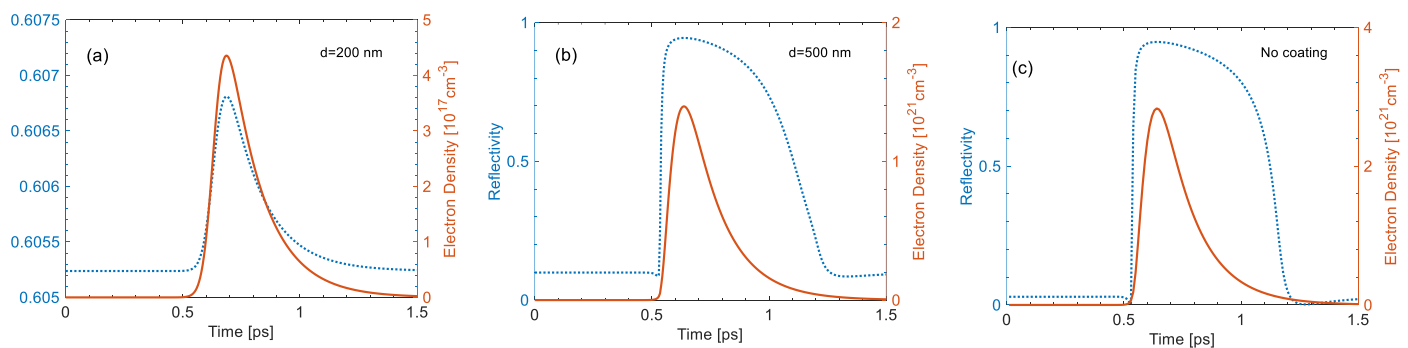 0.6075
0.607
0.6065
0.606
0.6055
0.605
(a)
d=200 nm
5
4
3
2
1
0
Electron Density [10^17 cm^-3]
0
0.5
1
1.5
Time [ps]
Reflectivity
1
0.5
0
(b)
d=500 nm
2
1
0
Electron Density [10^21 cm^-3]
0
0.5
1
1.5
Time [ps]
Reflectivity
1
0.5
0
(c)
No coating
4
2
0
Electron Density [10^21 cm^-3]
0
0.5
1
1.5
Time [ps]